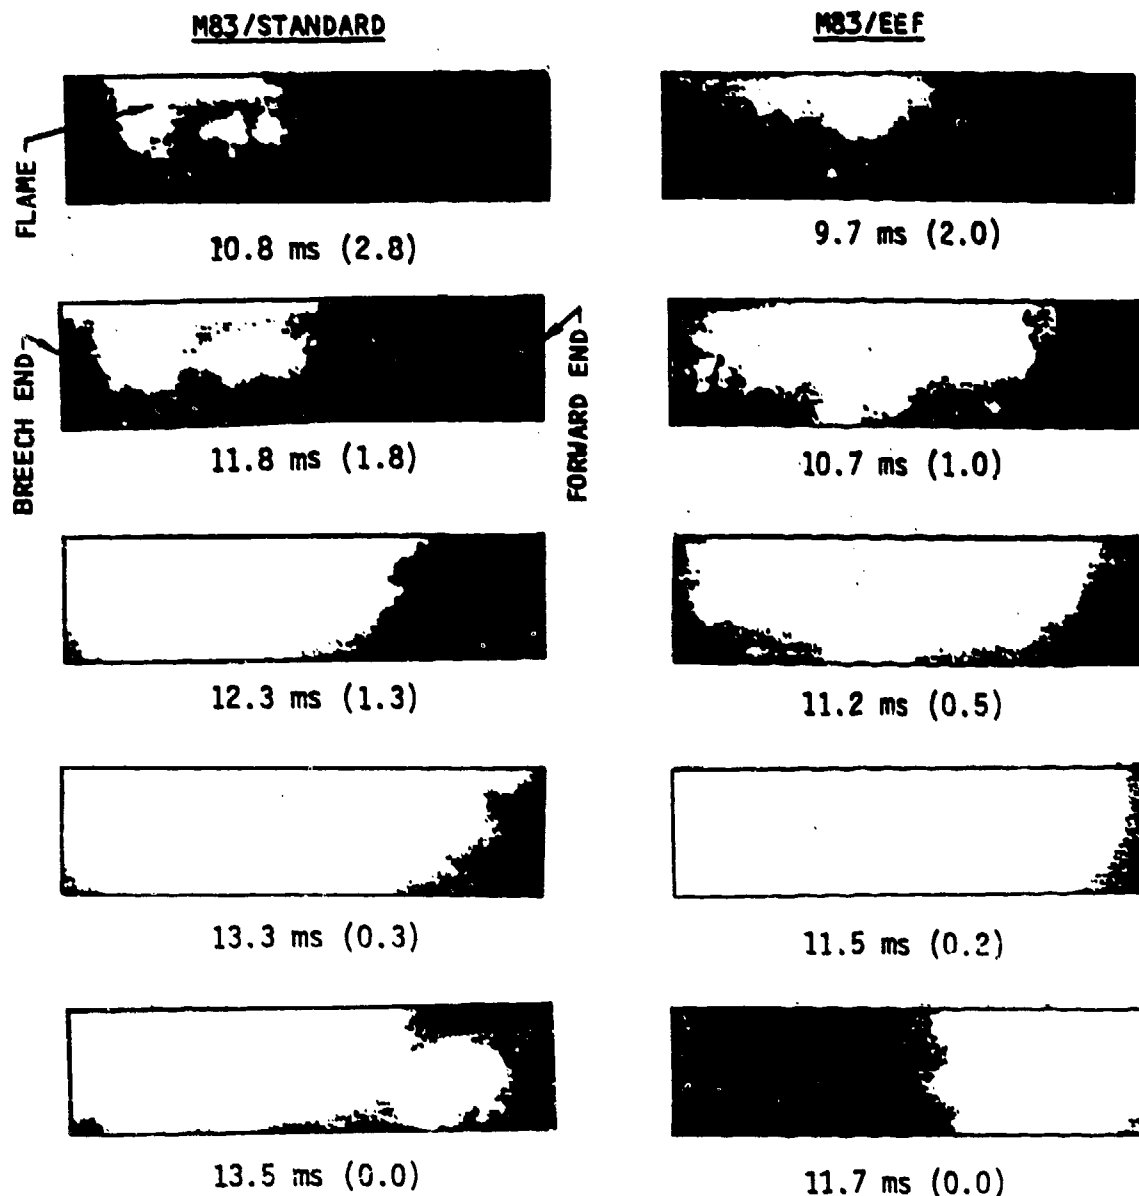 M83/STANDARD
M83/EEF
FLAME
10.8 ms (2.8)
9.7 ms (2.0)
BREECH END
FORWARD END
11.8 ms (1.8)
10.7 ms (1.0)
12.3 ms (1.3)
11.2 ms (0.5)
13.3 ms (0.3)
11.5 ms (0.2)
13.5 ms (0.0)
11.7 ms (0.0)